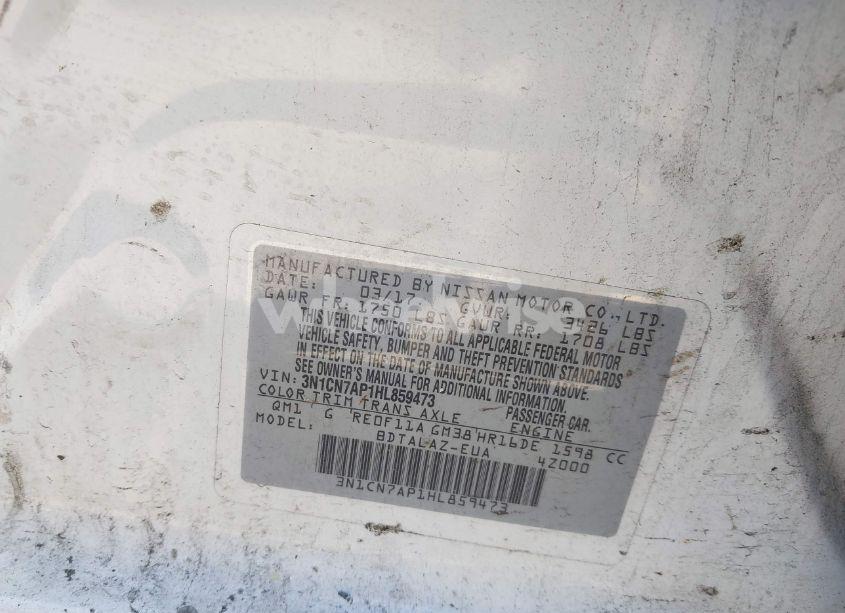 MANUFACTURED BY NISSAN MOTOR CO., LTD.
DATE: 03/17 GVWR: 3426 LBS
GAWR FR: 1750 LBS GAWR RR: 1708 LBS
THIS VEHICLE CONFORMS TO ALL APPLICABLE FEDERAL MOTOR
VEHICLE SAFETY, BUMPER AND THEFT PREVENTION STANDARDS
IN EFFECT ON THE DATE OF MANUFACTURE SHOWN ABOVE.
SEE OWNER'S MANUAL FOR ADDITIONAL INFORMATION.
VIN: 3N1CN7AP1HL859473 PASSENGER CAR.
COLOR TRIM TRANS AXLE ENGINE
QM1 G RE0F11A GM38 HR16DE 1598 CC
MODEL: BDTALAZ-EUA 4Z000
3N1CN7AP1HL859473